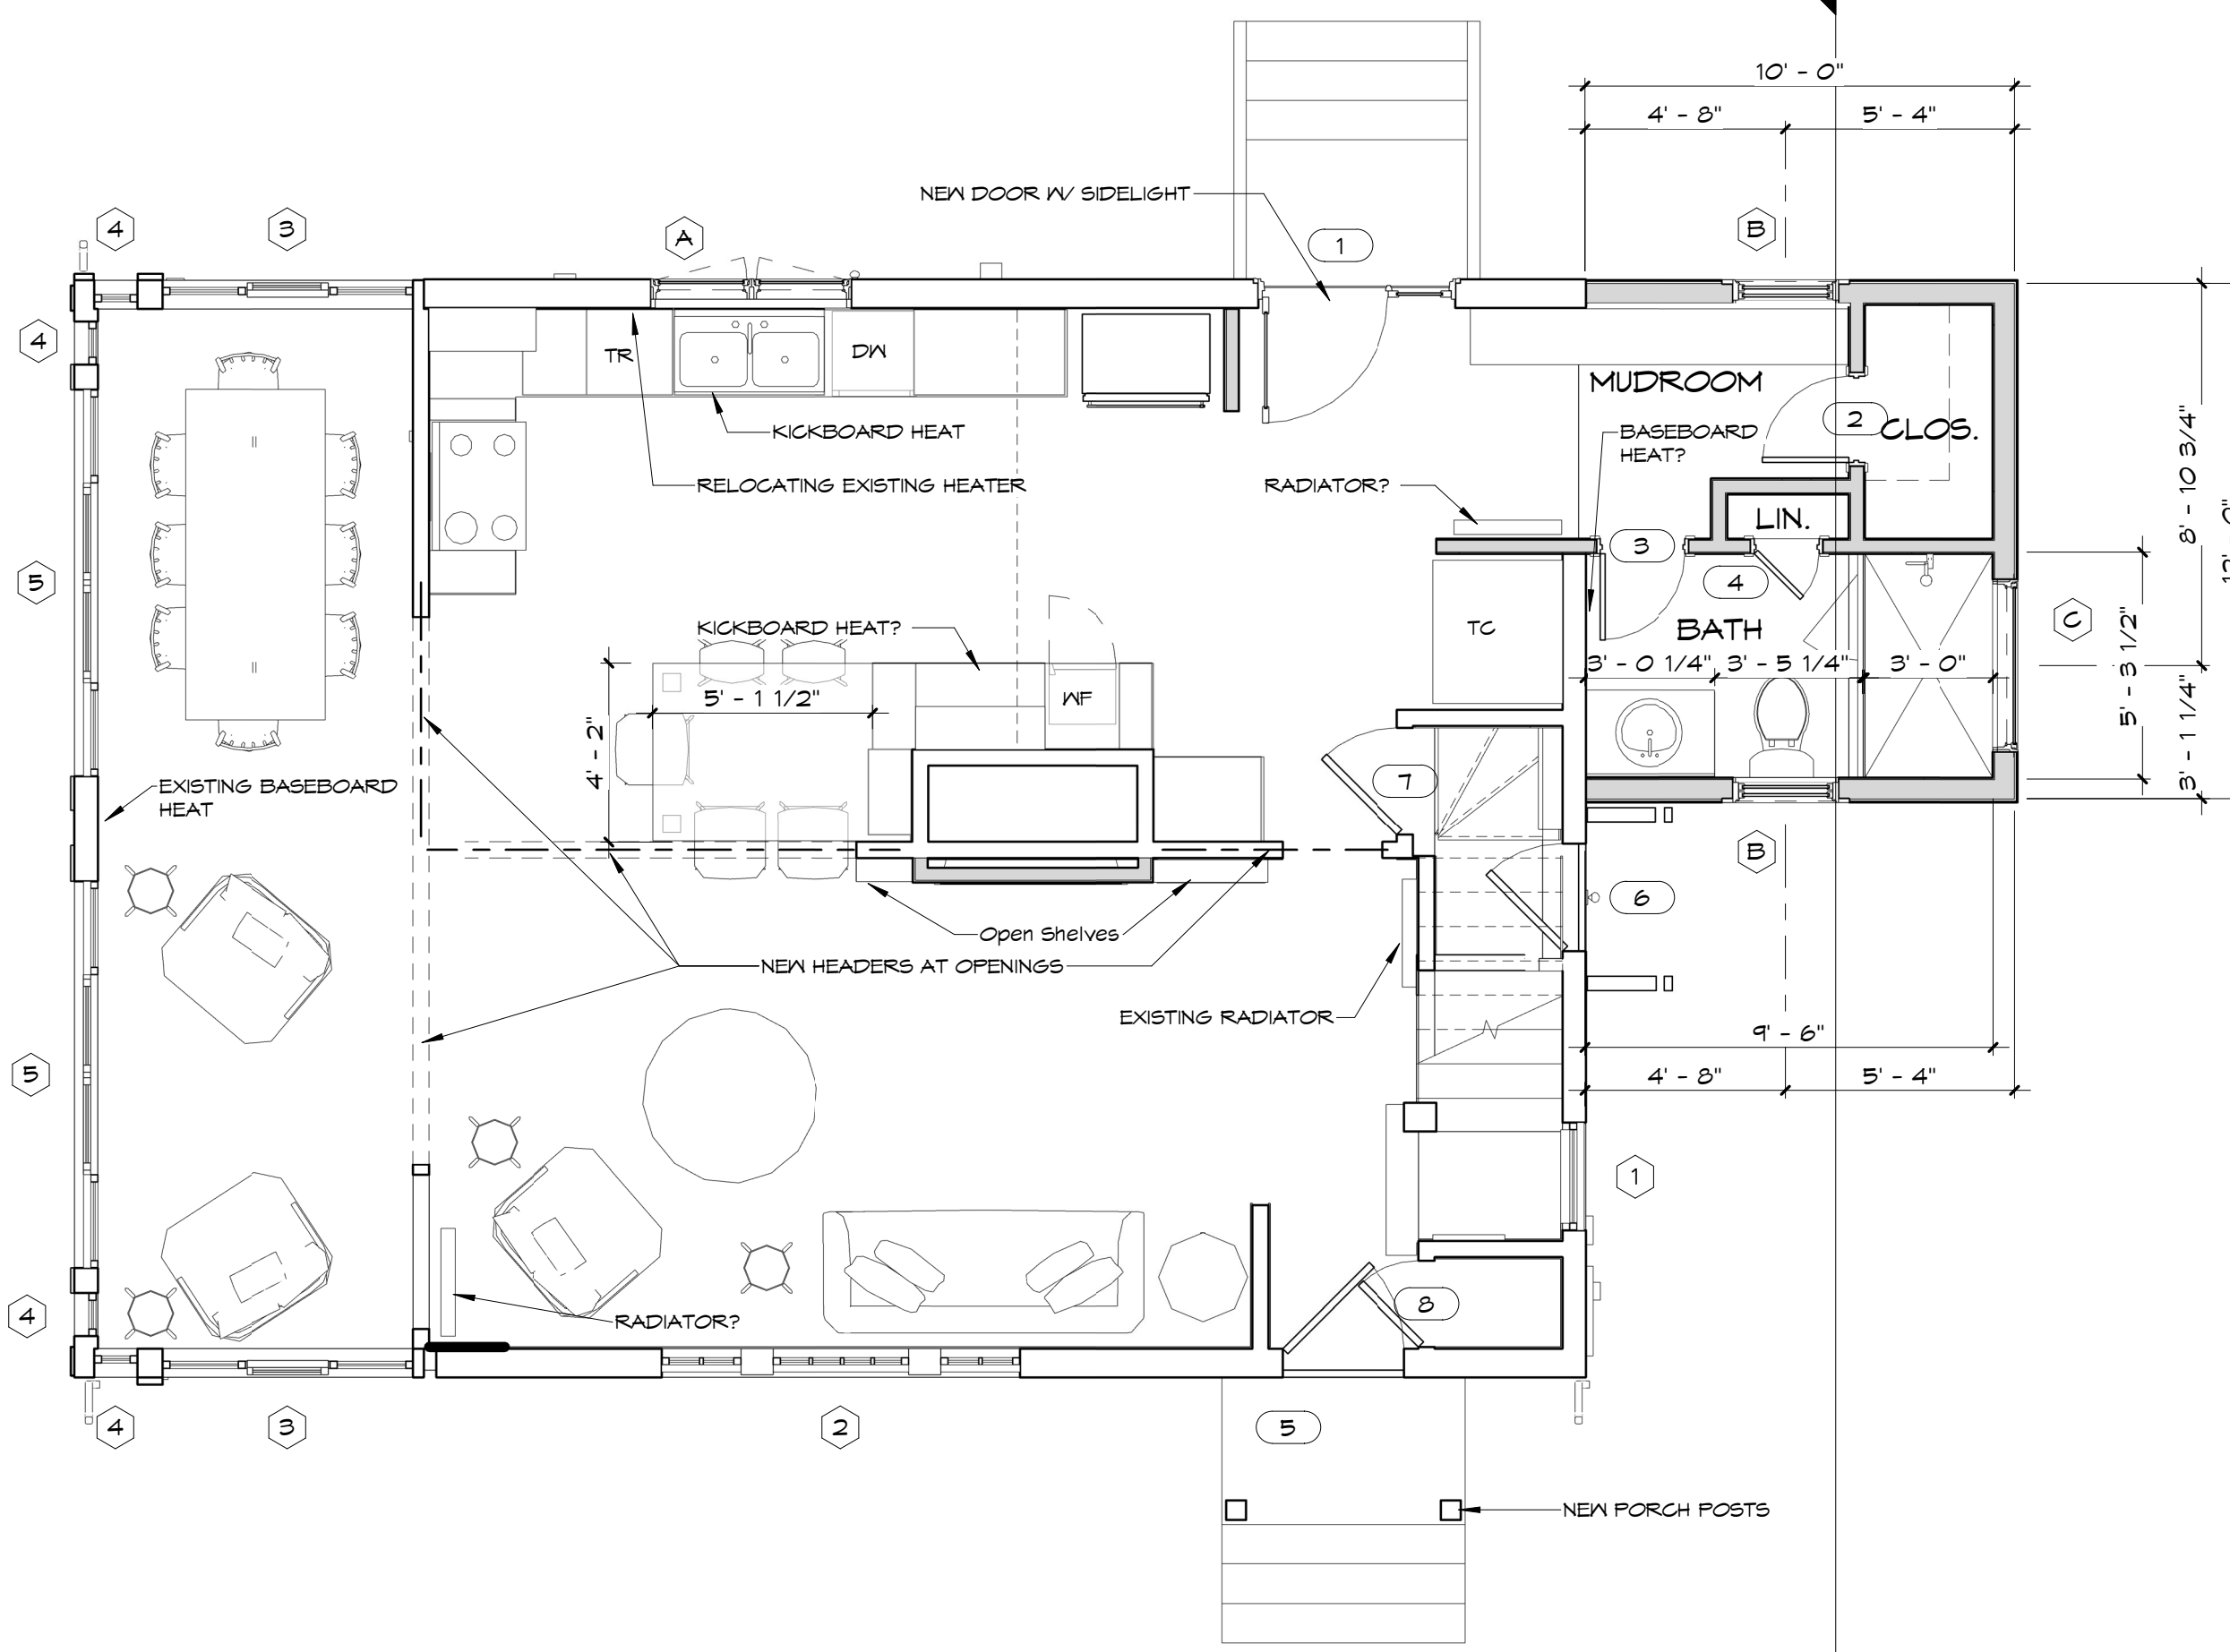 10' - 0"
4' - 8"
5' - 4"
NEW DOOR W/ SIDELIGHT
4
3
A
1
B
4
TR
DW
MUDROOM
2
CLOS.
KICKBOARD HEAT
BASEBOARD
HEAT?
8' - 10 3/4"
RELOCATING EXISTING HEATER
RADIATOR?
LIN.
3
5
4
C
KICKBOARD HEAT?
TC
BATH
5' - 3 1/2"
3' - 0 1/4"
3' - 5 1/4"
3' - 0"
5' - 1 1/2"
WF
4' - 2"
3' - 1 1/4"
EXISTING BASEBOARD
HEAT
7
B
6
Open Shelves
NEW HEADERS AT OPENINGS
EXISTING RADIATOR
9' - 6"
5
4' - 8"
5' - 4"
1
4
RADIATOR?
8
4
3
2
5
NEW PORCH POSTS